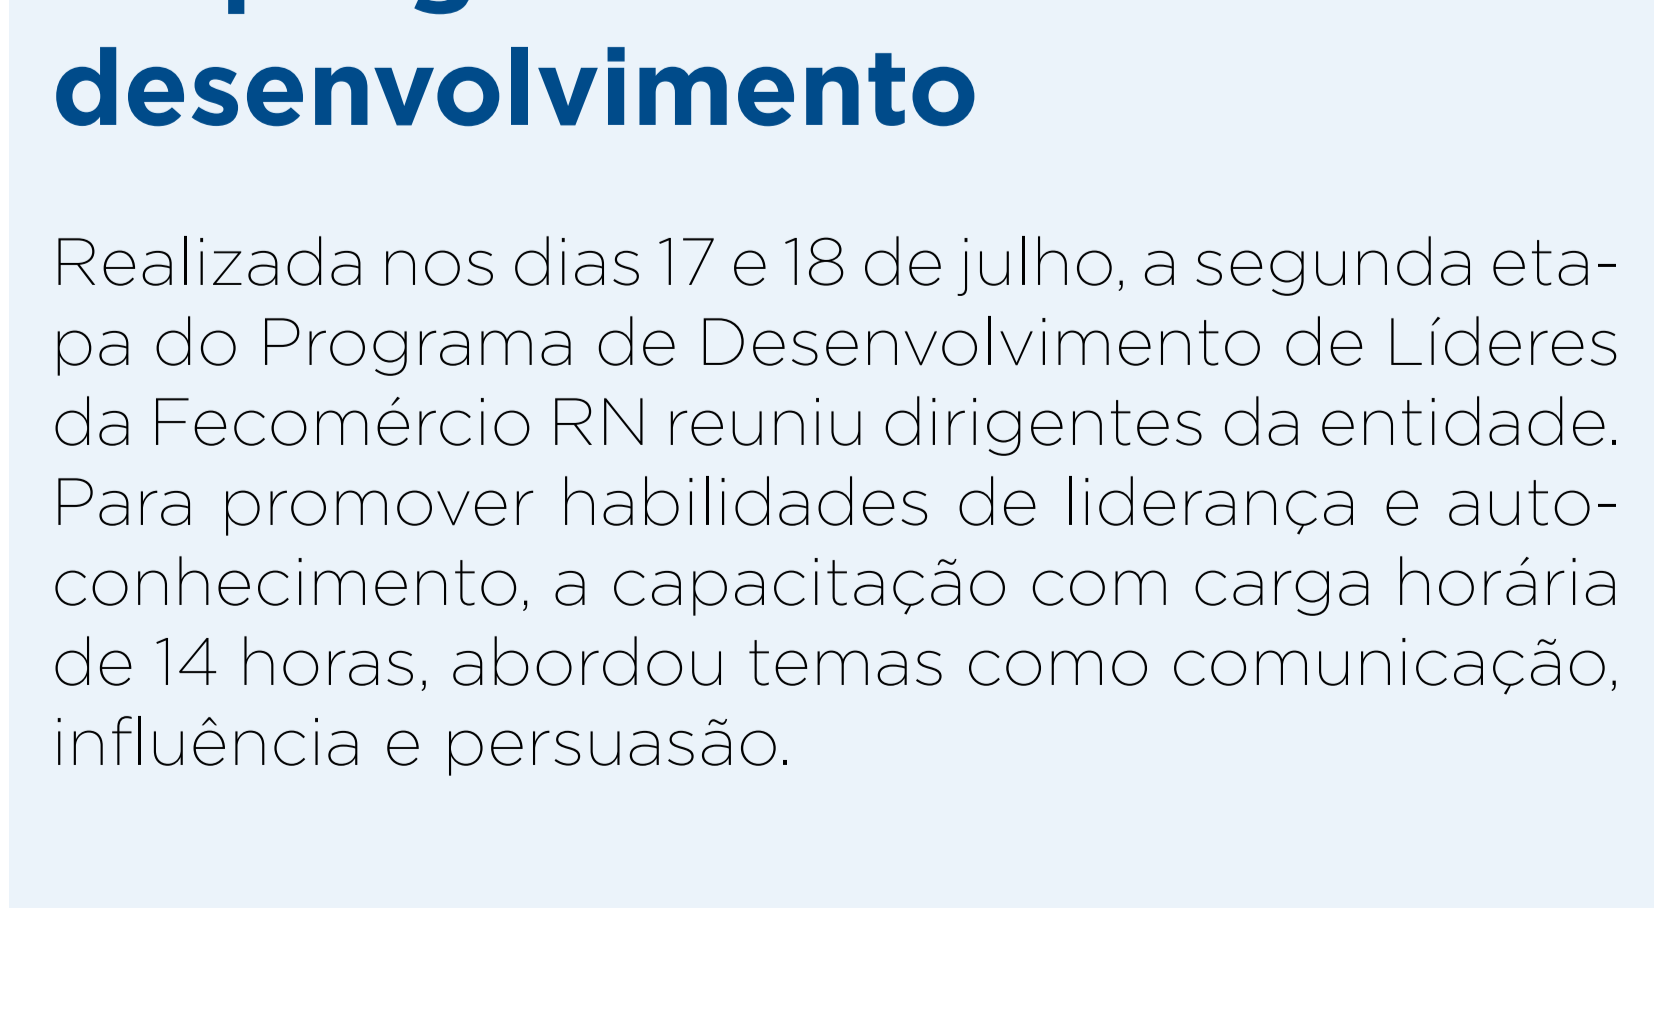 desenvolvimento
Realizada nos dias 17 e 18 de julho, a segunda eta-
pa do Programa de Desenvolvimento de Líderes
da Fecomércio RN reuniu dirigentes da entidade.
Para promover habilidades de liderança e auto-
conhecimento, a capacitação com carga horária
de 14 horas, abordou temas como comunicação,
influência e persuasão.